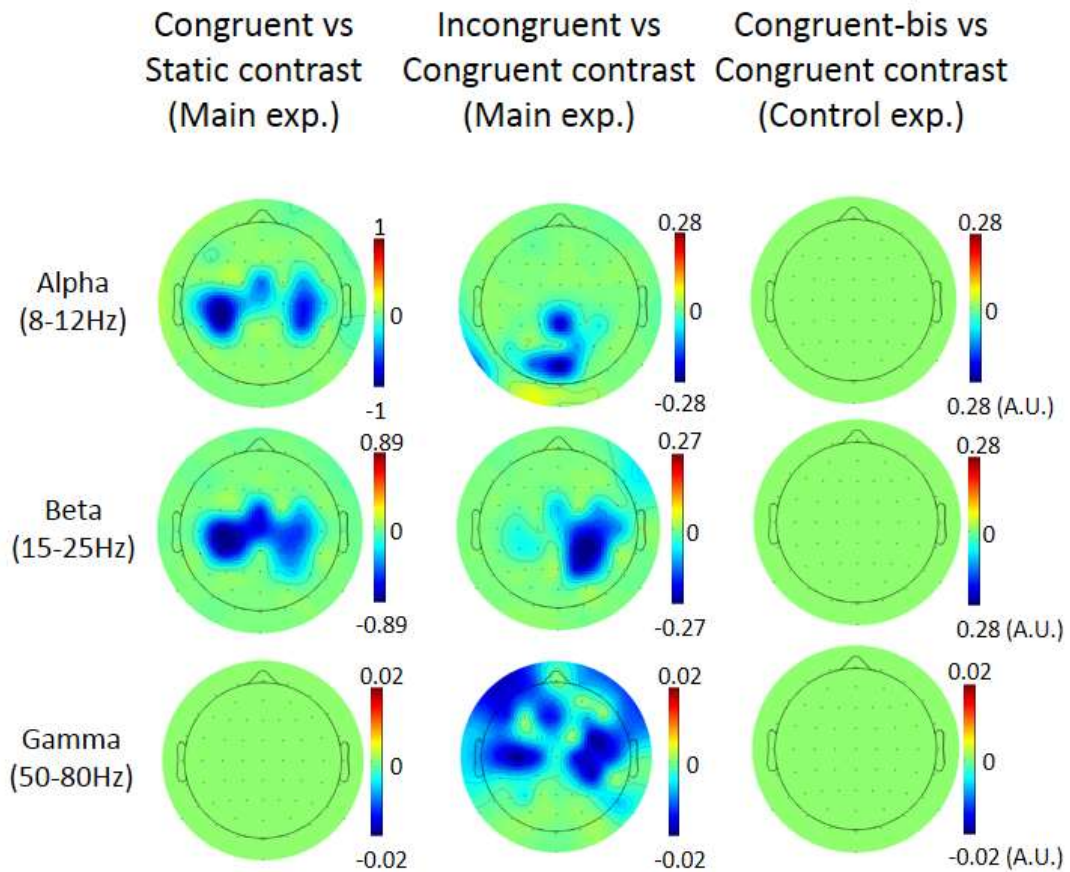 Congruent vs
Static contrast
(Main exp.)
Incongruent vs
Congruent contrast
(Main exp.)
Congruent-bis vs
Congruent contrast
(Control exp.)
Alpha
(8-12Hz)
1
0
-1
0.28
0
-0.28
0.28
0
0.28 (A.U.)
Beta
(15-25Hz)
0.89
0
-0.89
0.27
0
-0.27
0.28
0
0.28 (A.U.)
Gamma
(50-80Hz)
0.02
0
-0.02
0.02
0
-0.02
0.02
0
-0.02 (A.U.)